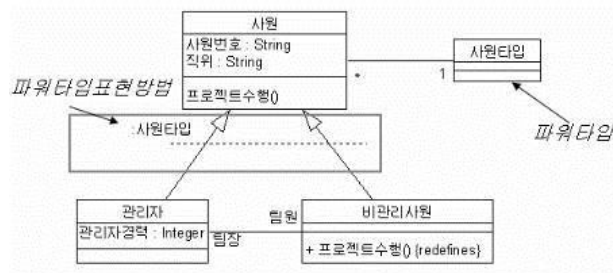 사원
사원번호 : String
직위 : String
프로젝트수행()
*
1
사원타입
파워타입표현방법
파워타입
:사원타입
관리자
관리자경력 : Integer
팀장
팀원
비관리사원
+ 프로젝트수행() {redefines}